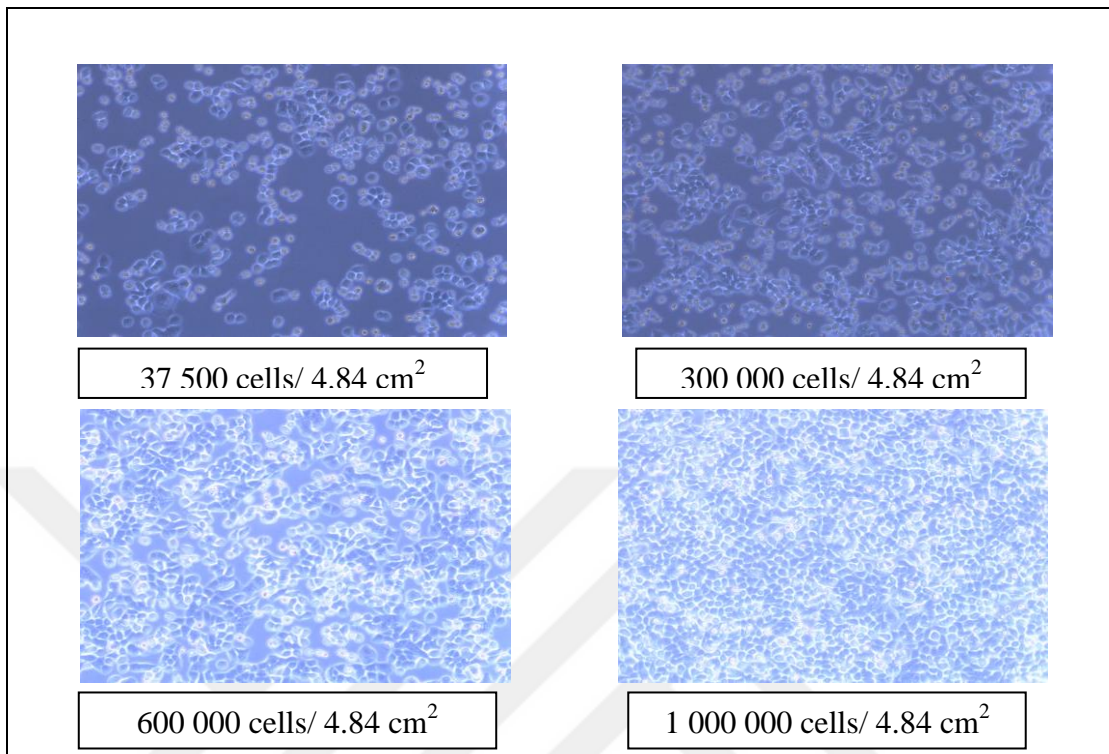 37 500 cells/ 4.84 cm²
300 000 cells/ 4.84 cm²
600 000 cells/ 4.84 cm²
1 000 000 cells/ 4.84 cm²